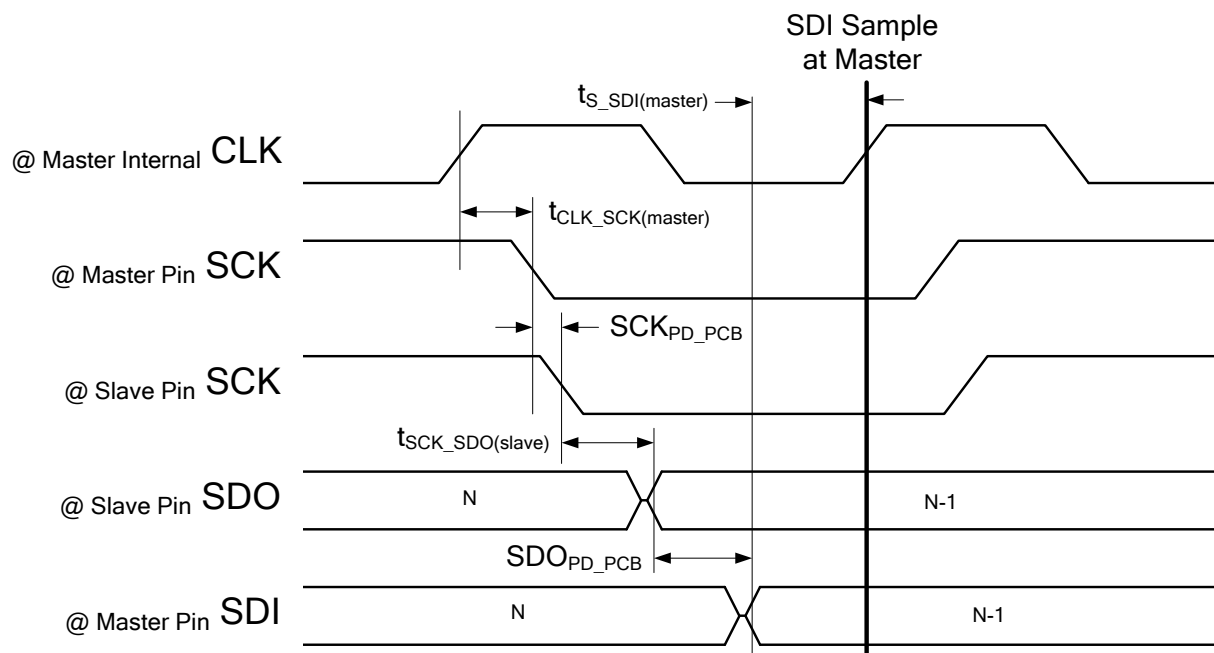 SDI Sample
at Master
tS_SDI(master)
@ Master Internal CLK
tCLK_SCK(master)
@ Master Pin SCK
SCKPD_PCB
@ Slave Pin SCK
tSCK_SDO(slave)
@ Slave Pin SDO
N
N-1
SDOPD_PCB
@ Master Pin SDI
N
N-1